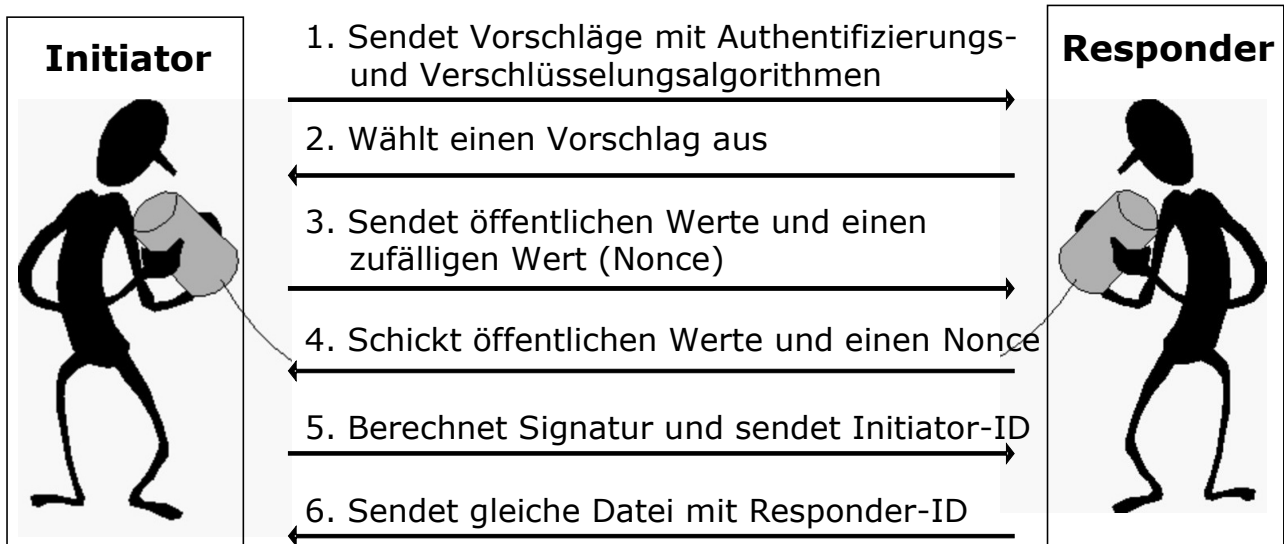 Initiator
Responder
1. Sendet Vorschläge mit Authentifizierungs-
und Verschlüsselungsalgorithmen
2. Wählt einen Vorschlag aus
3. Sendet öffentlichen Werte und einen
zufälligen Wert (Nonce)
4. Schickt öffentlichen Werte und einen Nonce
5. Berechnet Signatur und sendet Initiator-ID
6. Sendet gleiche Datei mit Responder-ID